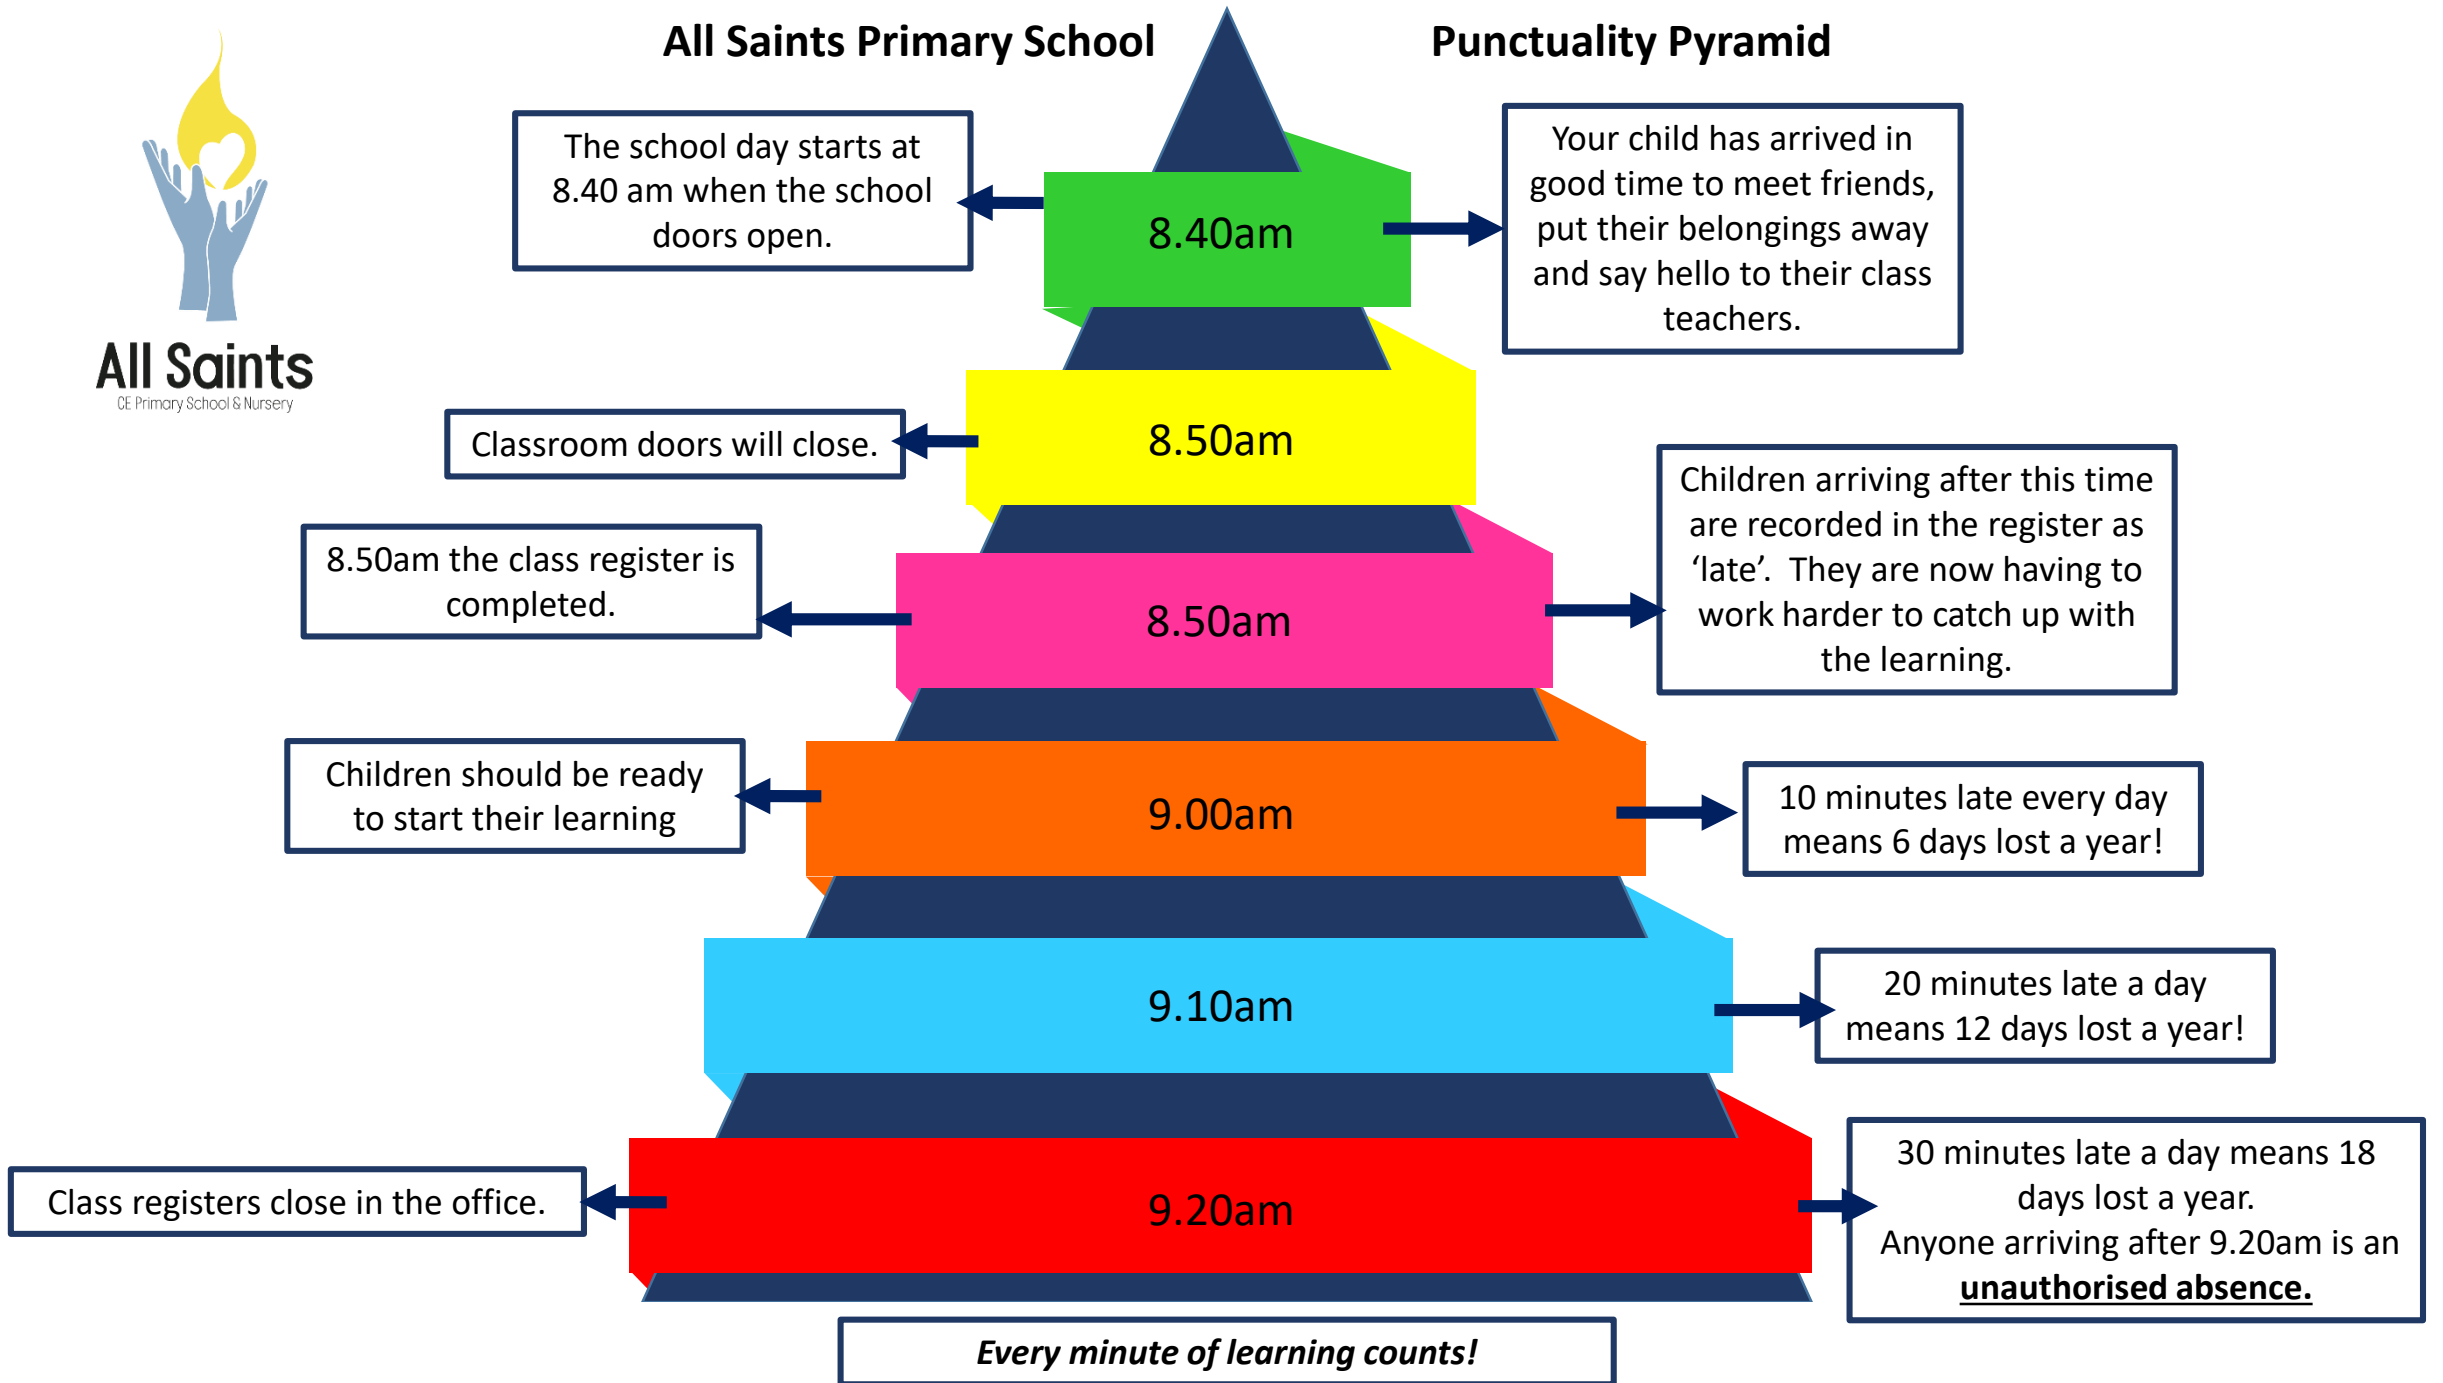 All Saints Primary School
Punctuality Pyramid
All Saints
CE Primary School & Nursery
The school day starts at
8.40 am when the school
doors open.
8.40am
Your child has arrived in
good time to meet friends,
put their belongings away
and say hello to their class
teachers.
Classroom doors will close.
8.50am
8.50am the class register is
completed.
8.50am
Children arriving after this time
are recorded in the register as
‘late’.  They are now having to
work harder to catch up with
the learning.
Children should be ready
to start their learning
9.00am
10 minutes late every day
means 6 days lost a year!
9.10am
20 minutes late a day
means 12 days lost a year!
Class registers close in the office.
9.20am
30 minutes late a day means 18
days lost a year.
Anyone arriving after 9.20am is an
unauthorised absence.
Every minute of learning counts!